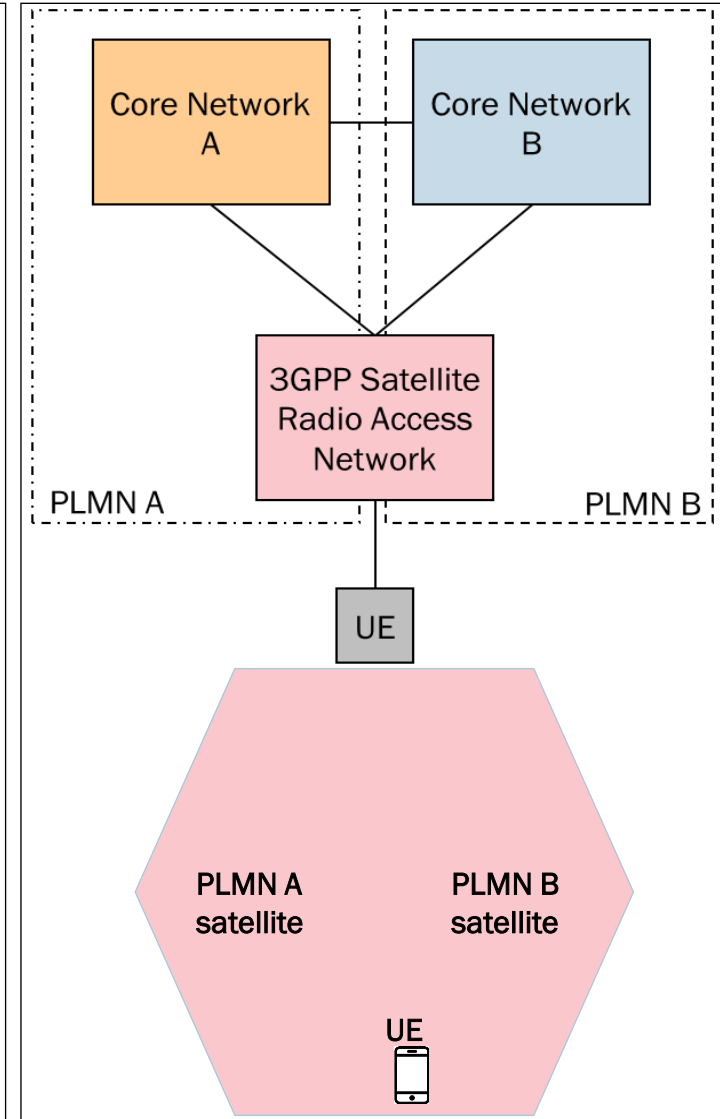 Core Network
A
Core Network
B
3GPP Satellite
Radio Access
Network
PLMN A
PLMN B
UE
PLMN A
satellite
PLMN B
satellite
UE